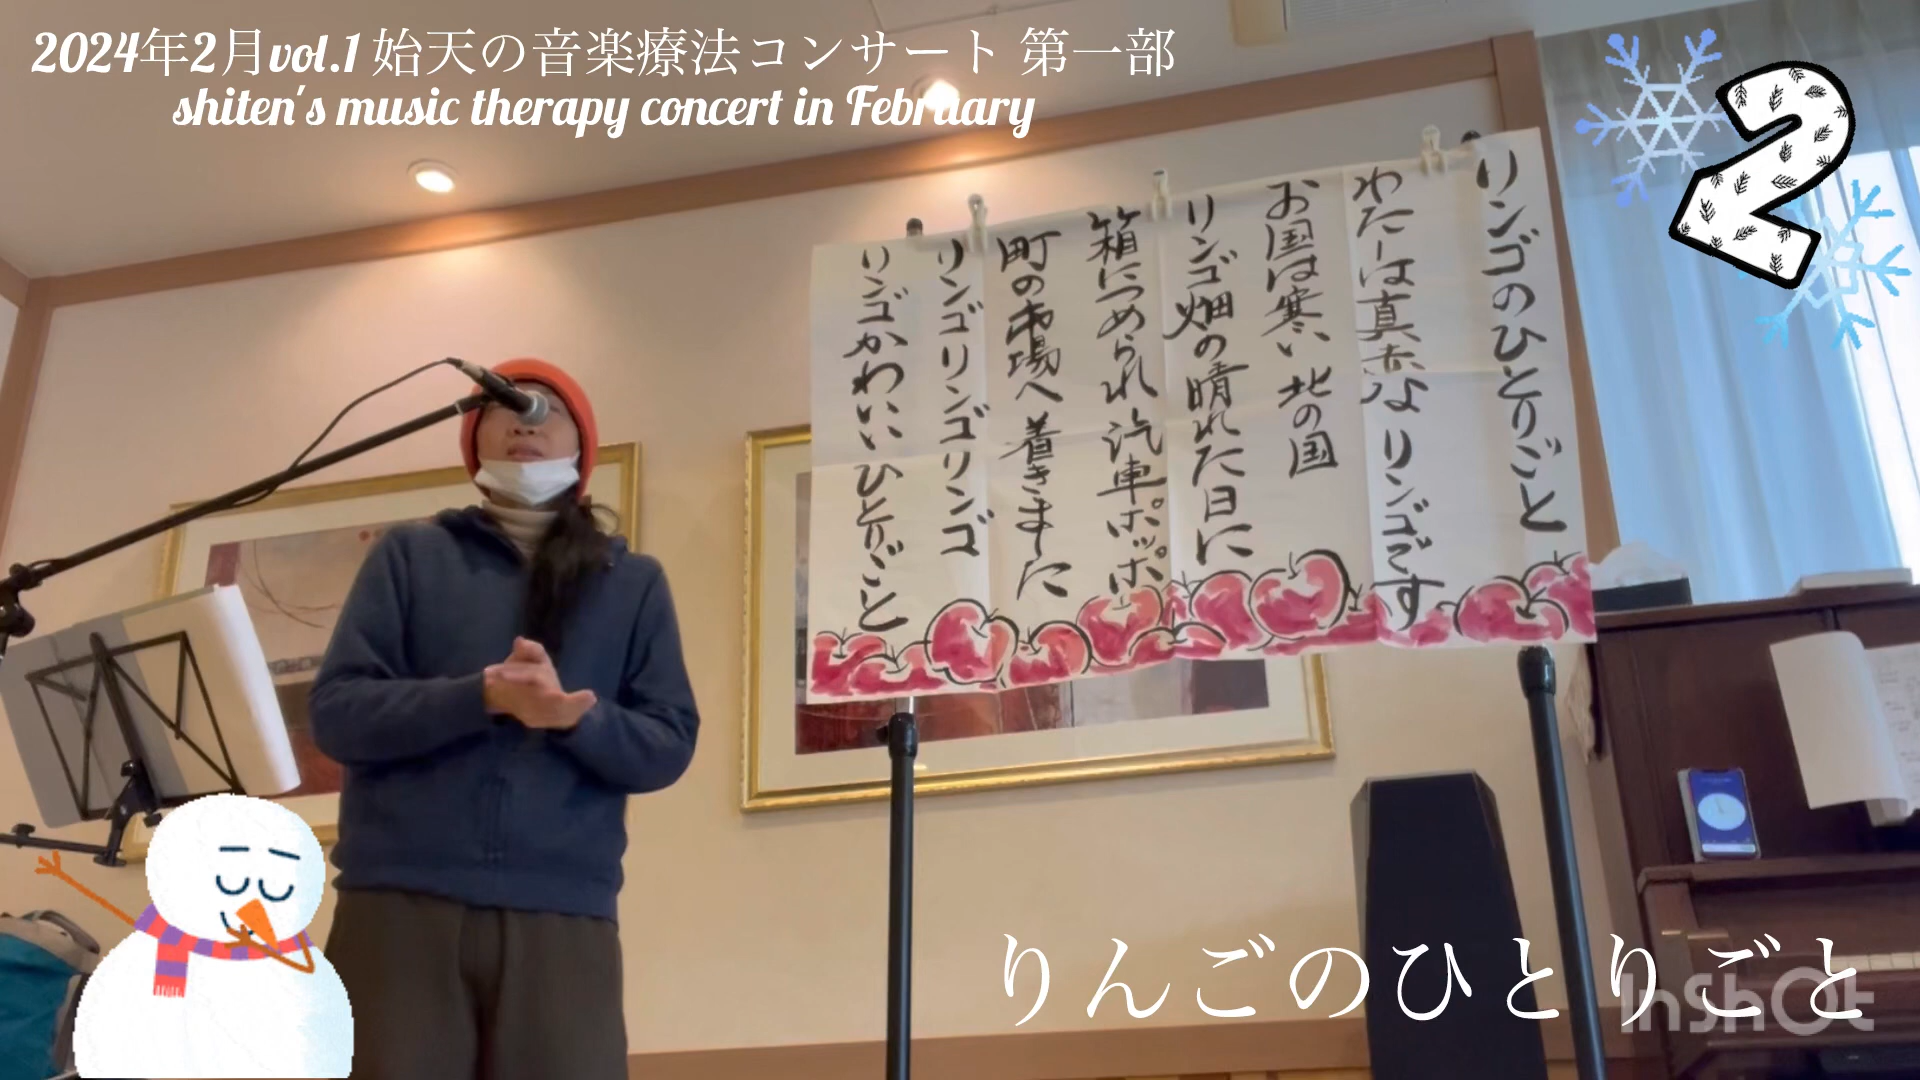 2024年2月vol.1 始天の音楽療法コンサート 第一部
shiten's music therapy concert in February
2
リンゴのひとりごと
わたしは真赤なリンゴです
お国は寒い北の国
リンゴ畑の晴れた日に
箱につめられ汽車ポッポ
町の市場へ着きました
リンゴリンゴリンゴ
リンゴかわいいひとりごと
りんごのひとりごと
InShOt